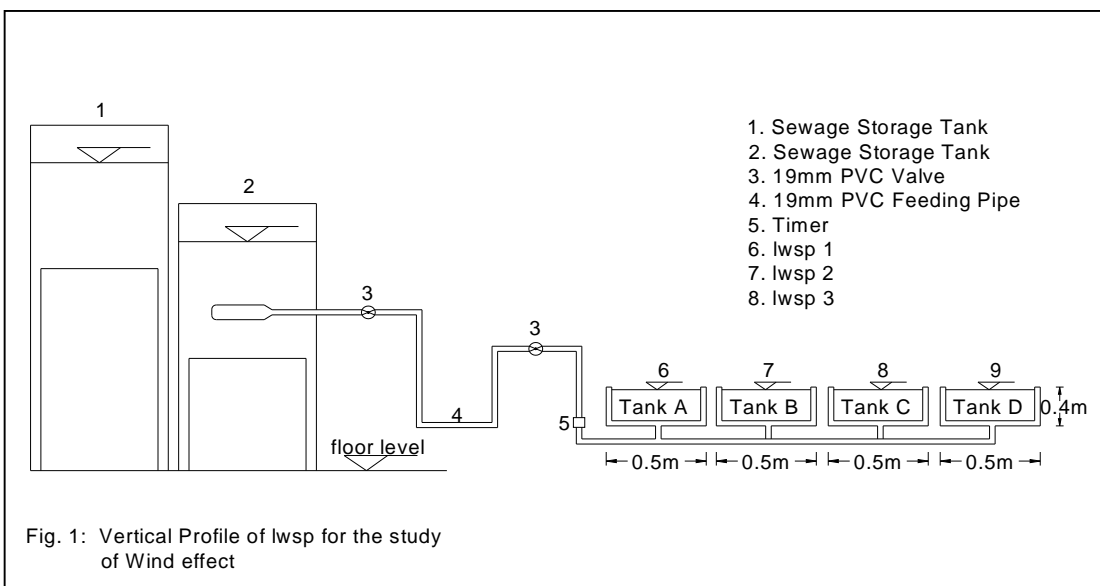 1
2
3
4
3
5
6
7
8
9
1. Sewage Storage Tank
2. Sewage Storage Tank
3. 19mm PVC Valve
4. 19mm PVC Feeding Pipe
5. Timer
6. lwsp 1
7. lwsp 2
8. lwsp 3
Tank A
Tank B
Tank C
Tank D
0.4m
floor level
0.5m
0.5m
0.5m
0.5m
Fig. 1: Vertical Profile of lwsp for the study
of Wind effect